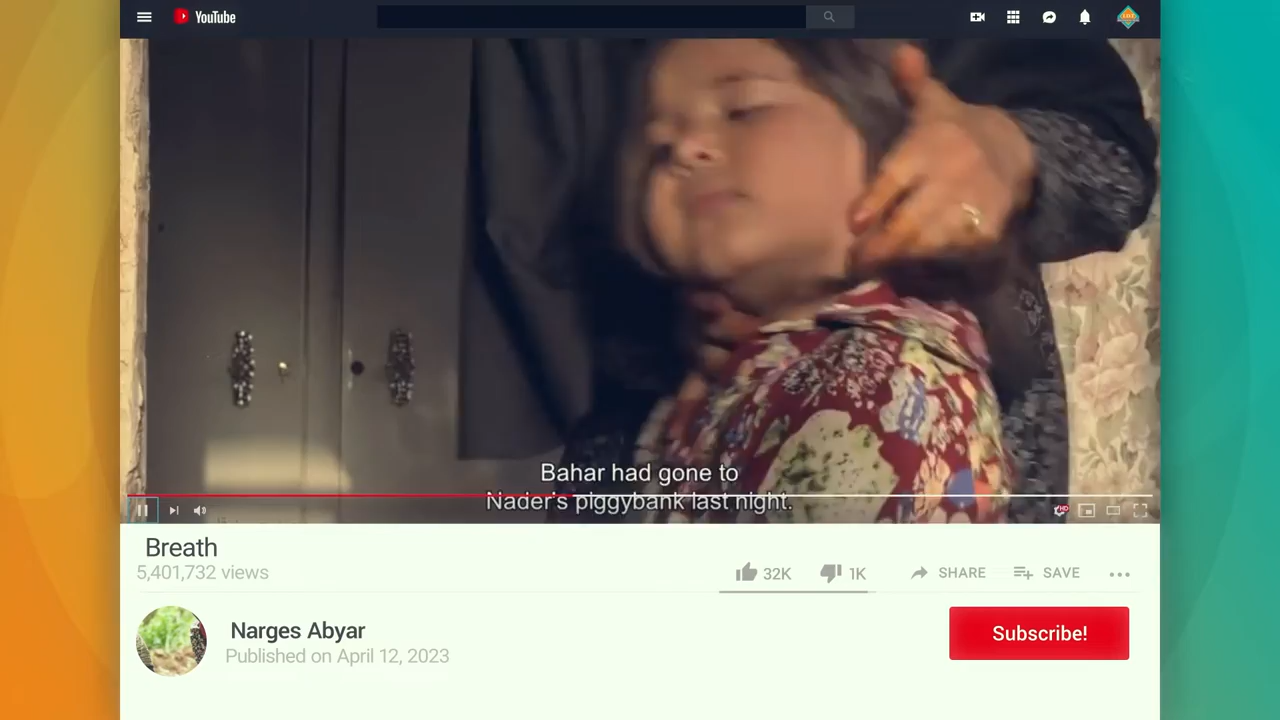 YouTube
Bahar had gone to
Nader's piggybank last night.
HD
Breath
5,401,732 views
32K
1K
SHARE
SAVE
Narges Abyar
Published on April 12, 2023
Subscribe!